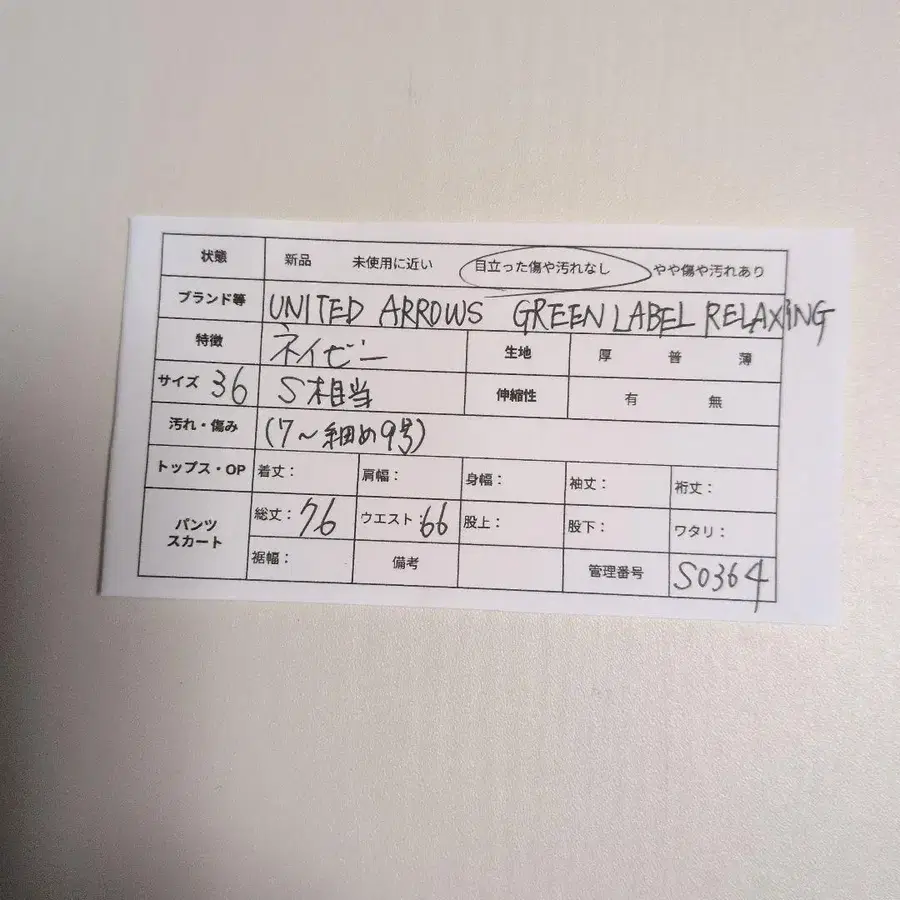 状態 新品 未使用に近い 目立った傷や汚れなし やや傷や汚れあり
ブランド等 UNITED ARROWS GREEN LABEL RELAXING
特徴 ネイビー 生地 厚 普 薄
サイズ 36 S相当 伸縮性 有 無
汚れ・傷み (7〜細め9号)
トップス・OP 着丈： 肩幅： 身幅： 袖丈： 裄丈：
パンツ スカート 総丈：76 ウエスト：66 股上： 股下： ワタリ：
裾幅： 備考 管理番号 S0364